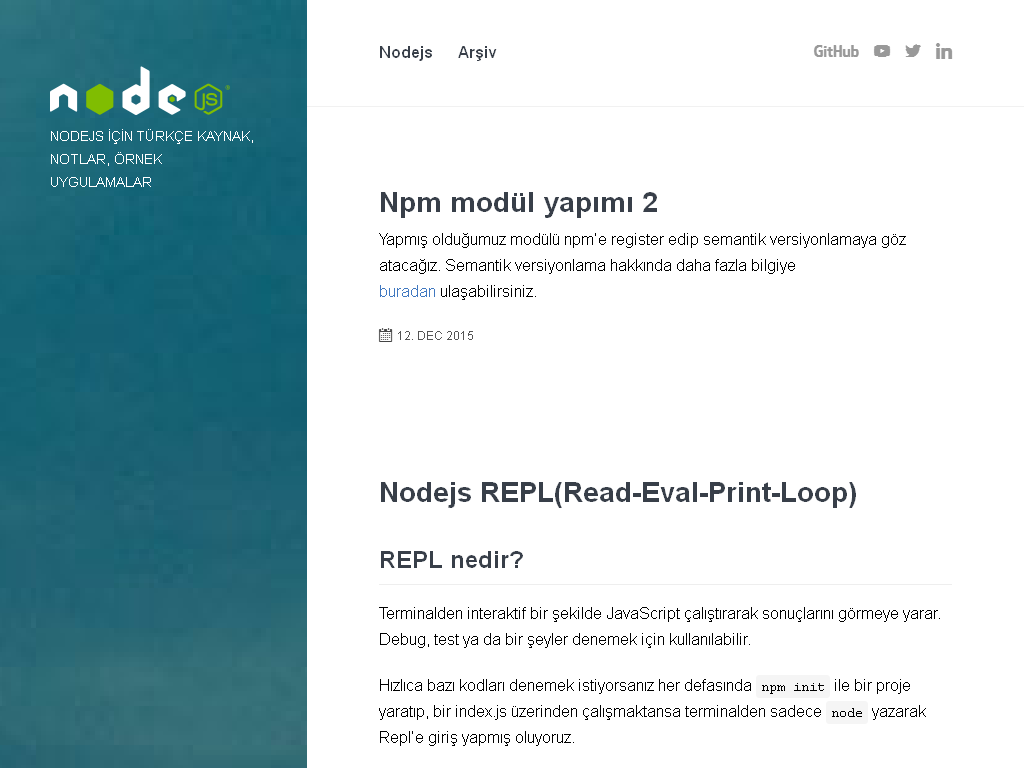 node JS
NODEJS İÇİN TÜRKÇE KAYNAK,
NOTLAR, ÖRNEK
UYGULAMALAR
Nodejs Arşiv
GitHub
Npm modül yapımı 2
Yapmış olduğumuz modülü npm'e register edip semantik versiyonlamaya göz
atacağız. Semantik versiyonlama hakkında daha fazla bilgiye
buradan ulaşabilirsiniz.
12. DEC 2015
Nodejs REPL(Read-Eval-Print-Loop)
REPL nedir?
Terminalden interaktif bir şekilde JavaScript çalıştırarak sonuçlarını görmeye yarar.
Debug, test ya da bir şeyler denemek için kullanılabilir.
Hızlıca bazı kodları denemek istiyorsanız her defasında npm init ile bir proje
yaratıp, bir index.js üzerinden çalışmaktansa terminalden sadece node yazarak
Repl'e giriş yapmış oluyoruz.